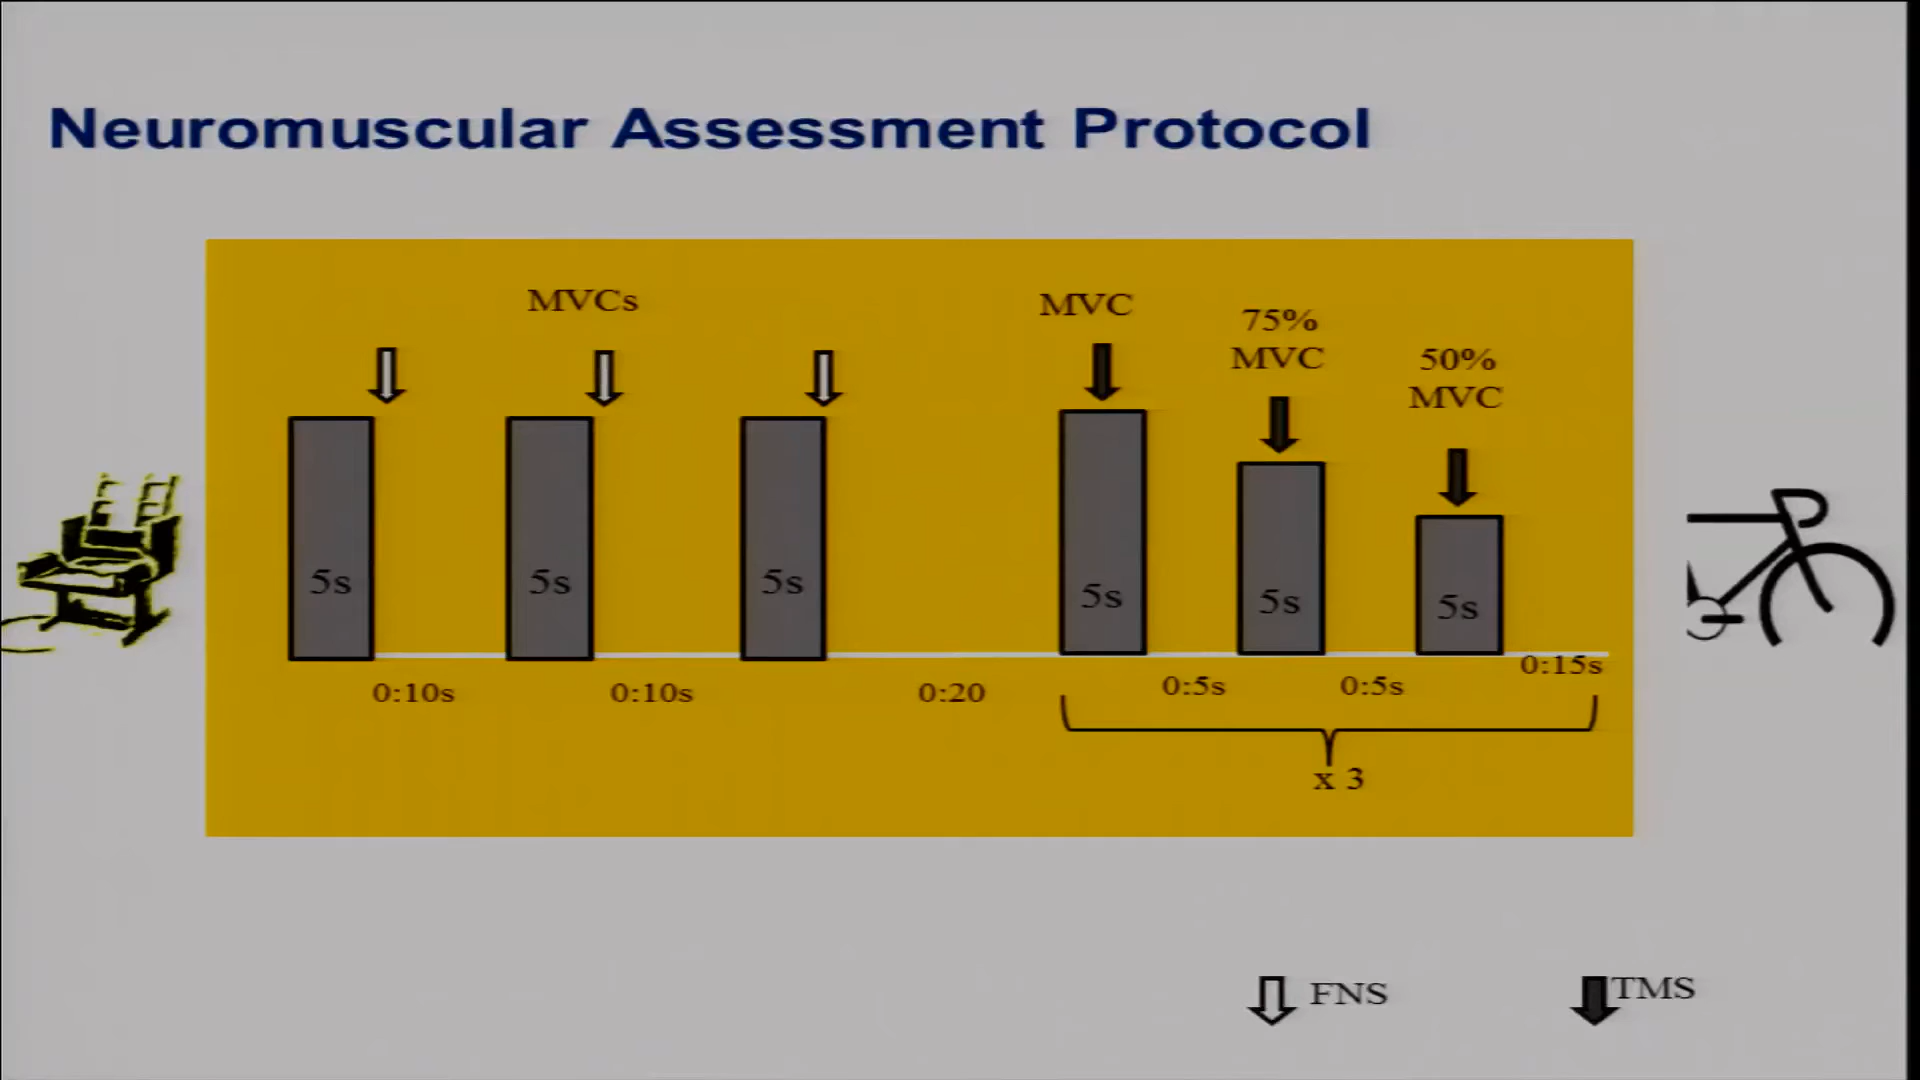 Neuromuscular Assessment Protocol
MVCs
MVC
75%
MVC
50%
MVC
5s
5s
5s
5s
5s
5s
0:10s
0:10s
0:20
0:5s
0:5s
0:15s
x 3
FNS
TMS